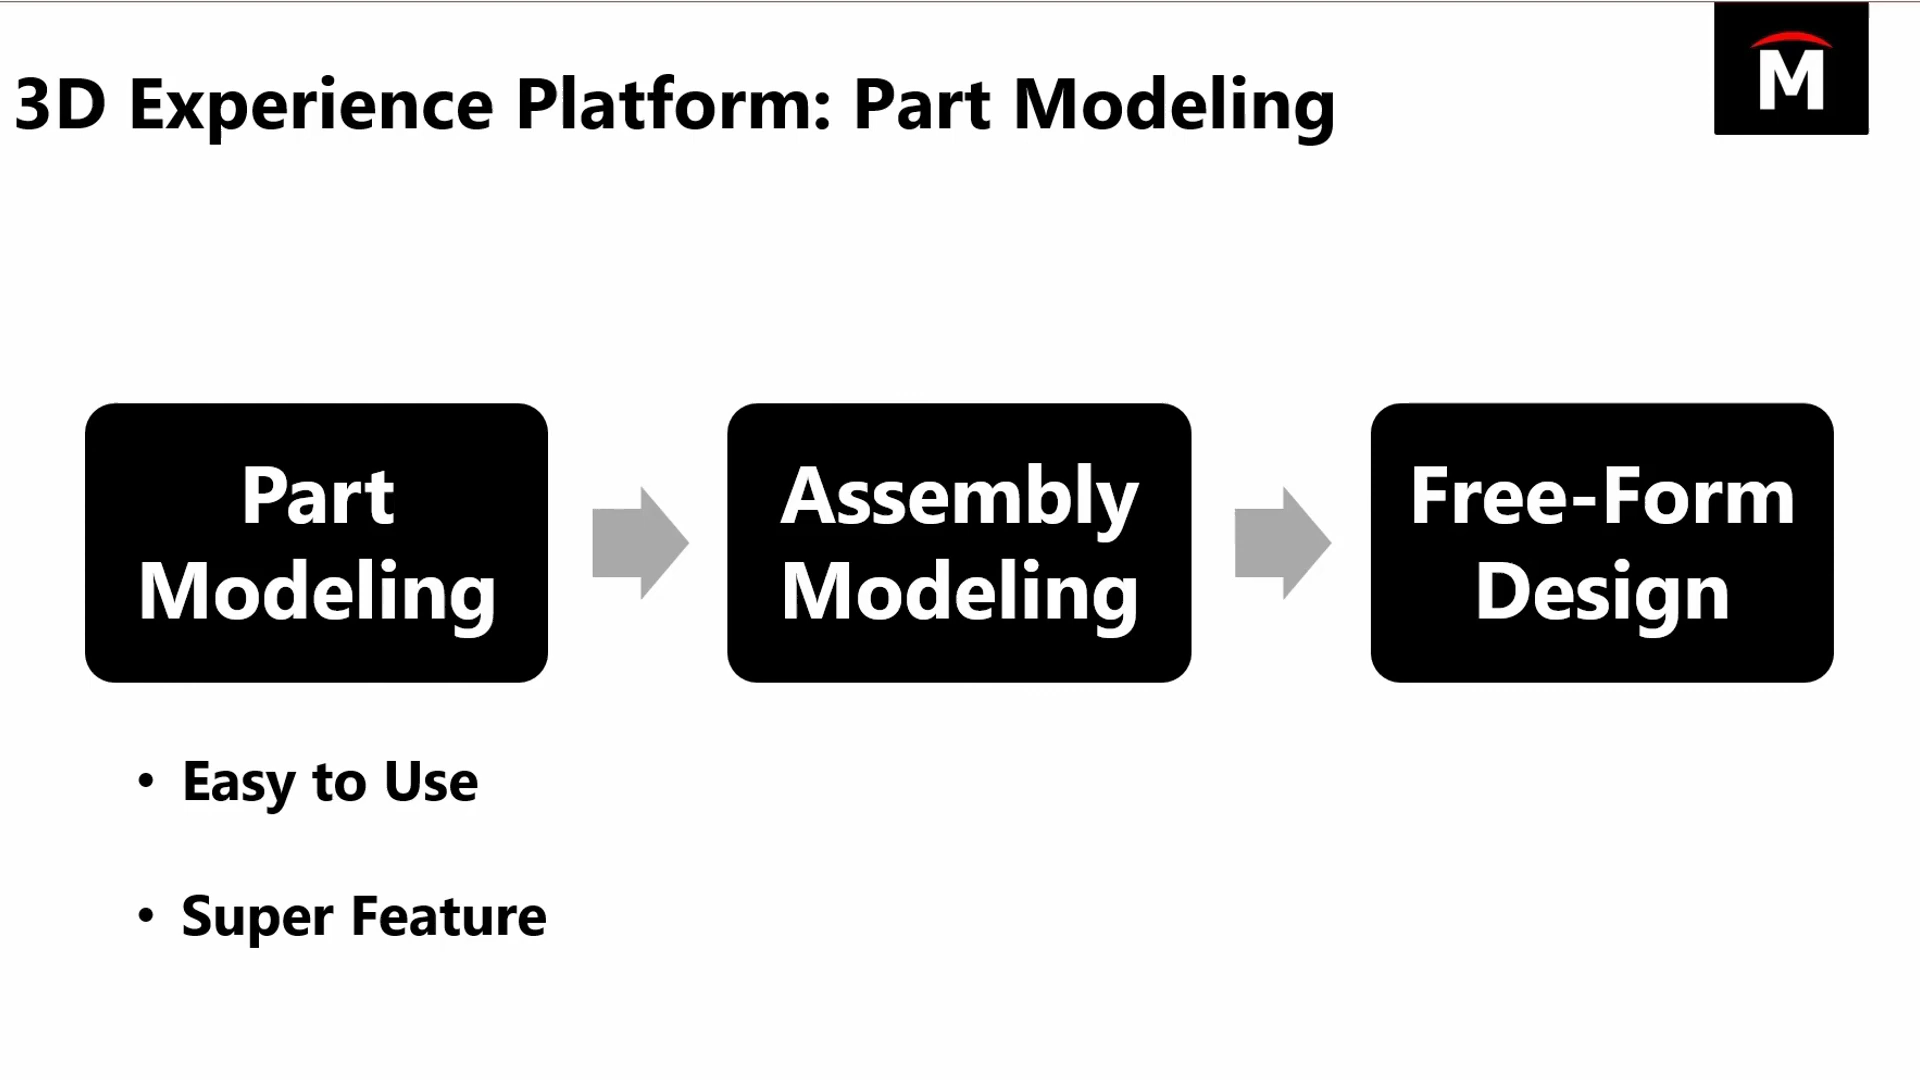 3D Experience Platform: Part Modeling
M
Part
Modeling
Assembly
Modeling
Free-Form
Design
• Easy to Use
• Super Feature